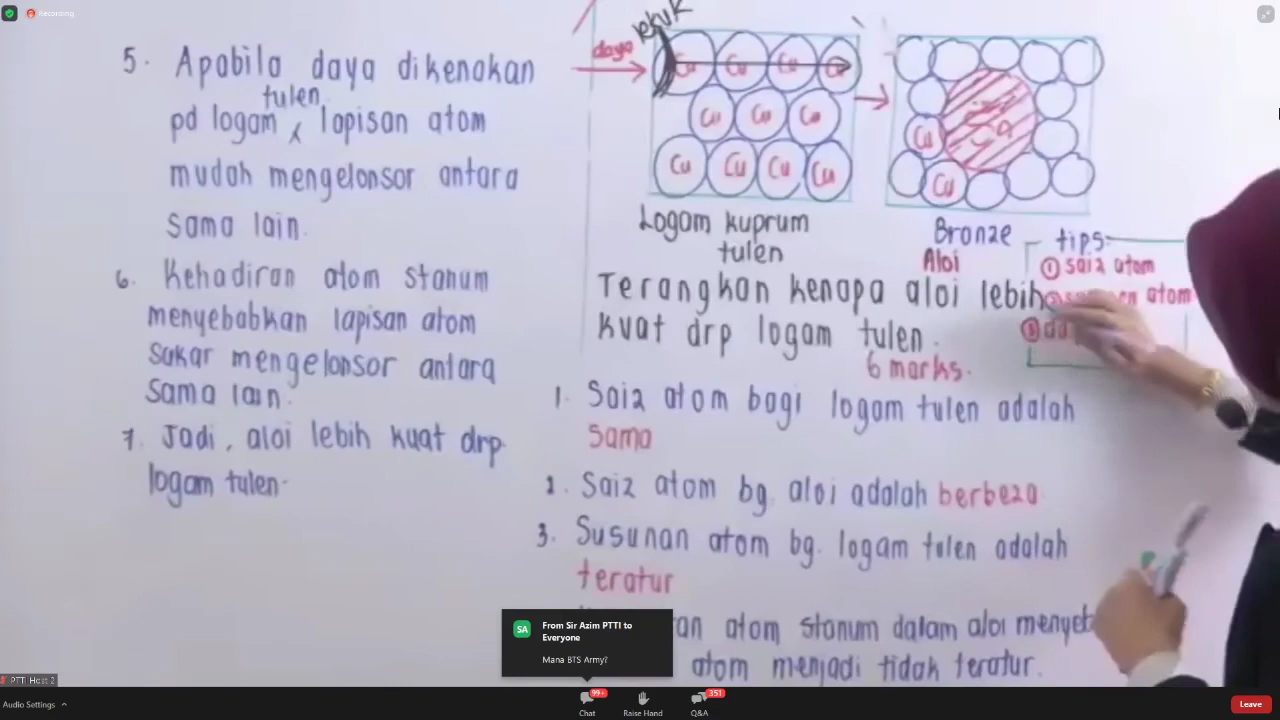 Recording
5. Apabila daya dikenakan
tulen
pd logam ^ lapisan atom
mudah mengelonsor antara
sama lain.
6. Kehadiran atom stanum
menyebabkan lapisan atom
sukar mengelonsor antara
sama lain.
7. Jadi, aloi lebih kuat drp
logam tulen.
daya
Cu Cu Cu Cu
Cu Cu Cu
Cu Cu Cu Cu
Logam kuprum
tulen
Cu
Cu
Bronze
Aloi
tips
① saiz atom
atom
③
Terangkan kenapa aloi lebih
kuat drp logam tulen.
6 marks.
1. Saiz atom bagi logam tulen adalah
sama
2. Saiz atom bg. aloi adalah berbeza
3. Susunan atom bg. logam tulen adalah
teratur
atom stanum dalam aloi
atom menjadi tidak teratur.
SA
From Sir Azim PTTI to
Everyone
Mana BTS Army?
PTTI Host 2
Audio Settings
99+
Chat
Raise Hand
351
Q&A
Leave